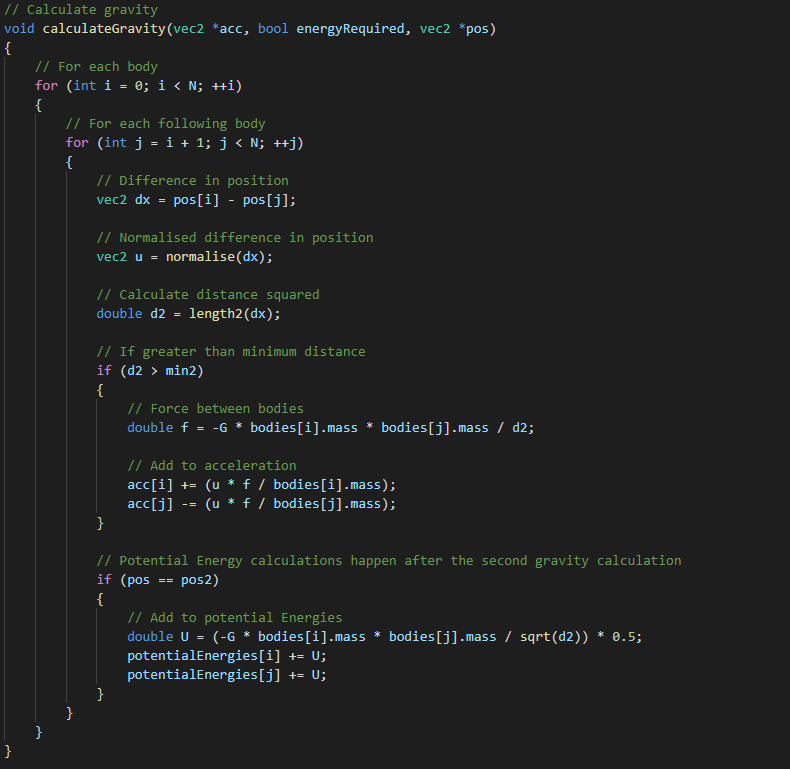 // Calculate gravity
void calculateGravity(vec2 *acc, bool energyRequired, vec2 *pos)
{
// For each body
for (int i = 0; i < N; ++i)
{
// For each following body
for (int j = i + 1; j < N; ++j)
{
// Difference in position
vec2 dx = pos[i] - pos[j];
// Normalised difference in position
vec2 u = normalise(dx);
// Calculate distance squared
double d2 = length2(dx);
// If greater than minimum distance
if (d2 > min2)
{
// Force between bodies
double f = -G * bodies[i].mass * bodies[j].mass / d2;
// Add to acceleration
acc[i] += (u * f / bodies[i].mass);
acc[j] -= (u * f / bodies[j].mass);
}
// Potential Energy calculations happen after the second gravity calculation
if (pos == pos2)
{
// Add to potential Energies
double U = (-G * bodies[i].mass * bodies[j].mass / sqrt(d2)) * 0.5;
potentialEnergies[i] += U;
potentialEnergies[j] += U;
}
}
}
}